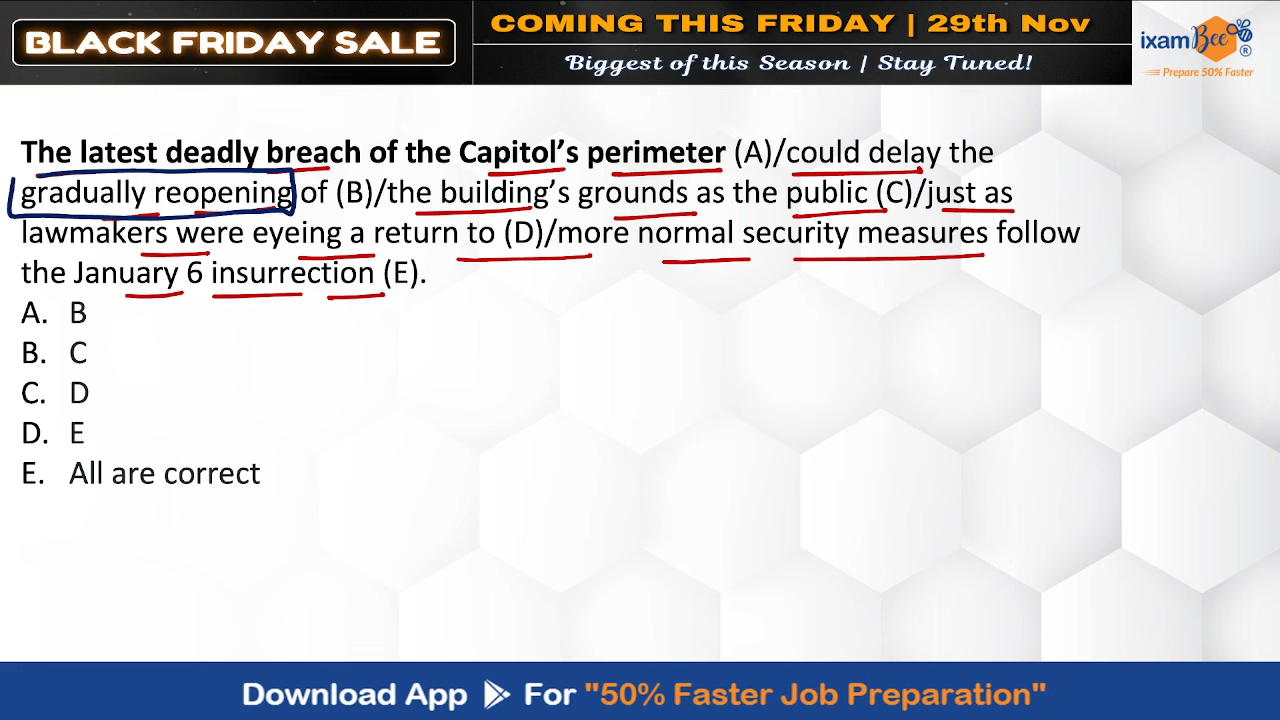 BLACK FRIDAY SALE
COMING THIS FRIDAY | 29th Nov
Biggest of this Season | Stay Tuned!
ixamBee®
Prepare 50% Faster
The latest deadly breach of the Capitol’s perimeter (A)/could delay the
gradually reopening of (B)/the building’s grounds as the public (C)/just as
lawmakers were eyeing a return to (D)/more normal security measures follow
the January 6 insurrection (E).
A. B
B. C
C. D
D. E
E. All are correct
Download App For "50% Faster Job Preparation"